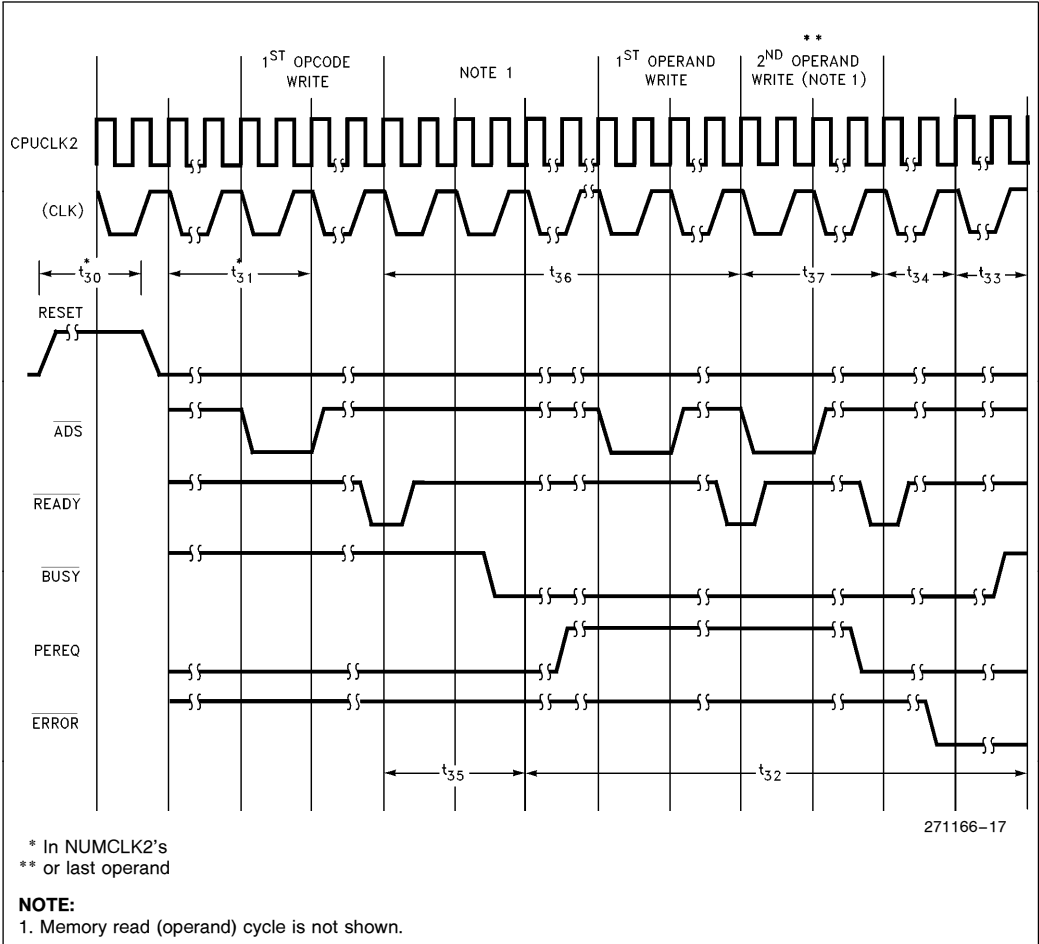 * *
1ST OPCODE
WRITE
NOTE 1
1ST OPERAND
WRITE
2ND OPERAND
WRITE (NOTE 1)
CPUCLK2
(CLK)
t30*
t31*
t36
t37
t34
t33
RESET
ADS
READY
BUSY
PEREQ
ERROR
t35
t32
271166–17
* In NUMCLK2's
** or last operand
NOTE:
1. Memory read (operand) cycle is not shown.